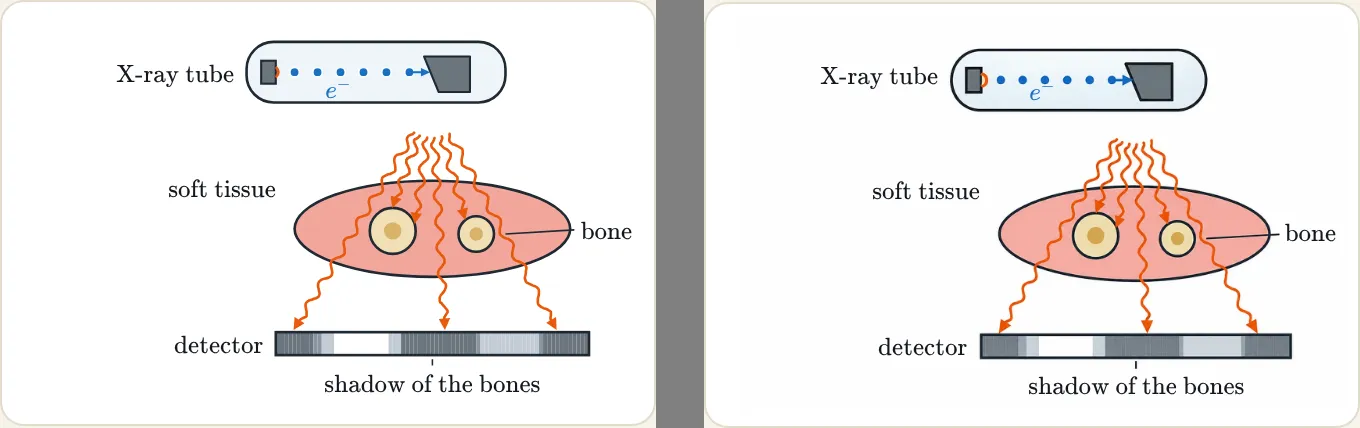 X-ray tube
e⁻
soft tissue
bone
detector
shadow of the bones
X-ray tube
e⁻
soft tissue
bone
detector
shadow of the bones